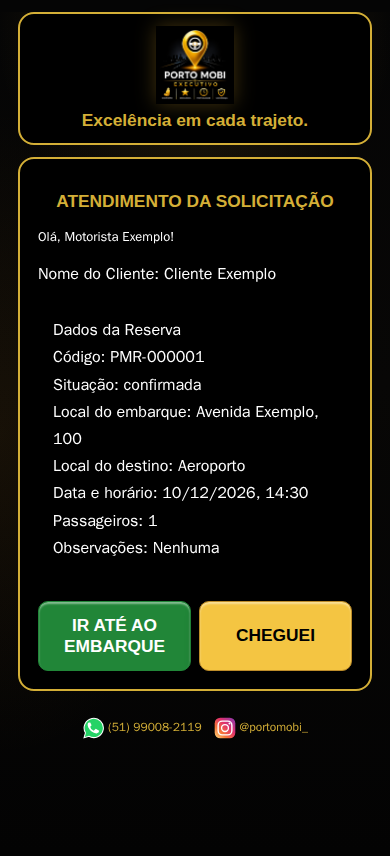 PORTO MOBI
EXECUTIVO
Excelência em cada trajeto.
ATENDIMENTO DA SOLICITAÇÃO
Olá, Motorista Exemplo!
Nome do Cliente: Cliente Exemplo
Dados da Reserva
Código: PMR-000001
Situação: confirmada
Local do embarque: Avenida Exemplo,
100
Local do destino: Aeroporto
Data e horário: 10/12/2026, 14:30
Passageiros: 1
Observações: Nenhuma
IR ATÉ AO
EMBARQUE
CHEGUEI
(51) 99008-2119 @portomobi_